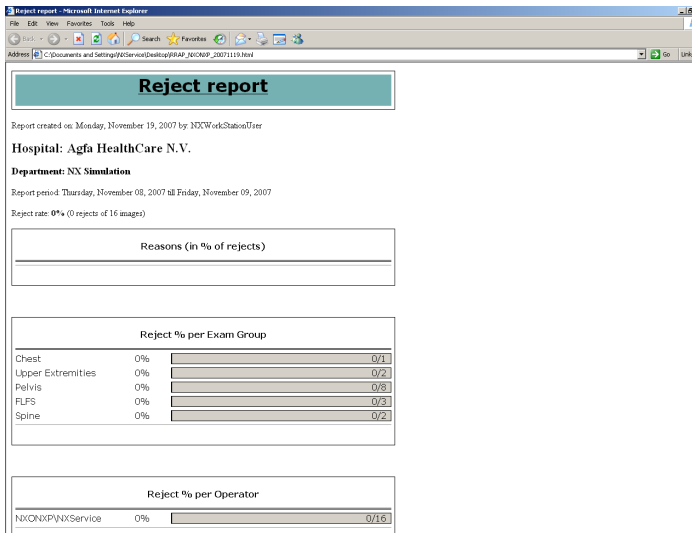 Reject report - Microsoft Internet Explorer
File Edit View Favorites Tools Help
Back Search Favorites
Address C:\Documents and Settings\NXService\Desktop\RRAP_NXONXP_20071119.html Go Link
Reject report
Report created on: Monday, November 19, 2007 by: NXWorkStationUser
Hospital: Agfa HealthCare N.V.
Department: NX Simulation
Report period: Thursday, November 08, 2007 till Friday, November 09, 2007
Reject rate: 0% (0 rejects of 16 images)
Reasons (in % of rejects)
Reject % per Exam Group
Chest 0% 0/1
Upper Extremities 0% 0/2
Pelvis 0% 0/8
FLFS 0% 0/3
Spine 0% 0/2
Reject % per Operator
NXONXP\NXService 0% 0/16